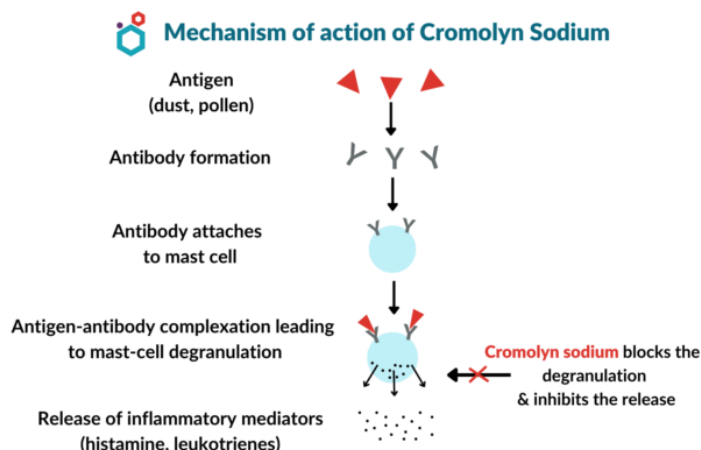 Mechanism of action of Cromolyn Sodium
Antigen
(dust, pollen)
Antibody formation
Antibody attaches
to mast cell
Antigen-antibody complexation leading
to mast-cell degranulation
Cromolyn sodium blocks the
degranulation
& inhibits the release
Release of inflammatory mediators
(histamine, leukotrienes)